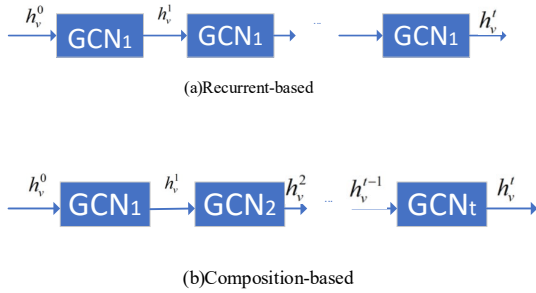 h_v^0 h_v^1 ... h_v^t
GCN1 GCN1 GCN1
(a)Recurrent-based
h_v^0 h_v^1 h_v^2 ... h_v^{t-1} h_v^t
GCN1 GCN2 GCNt
(b)Composition-based